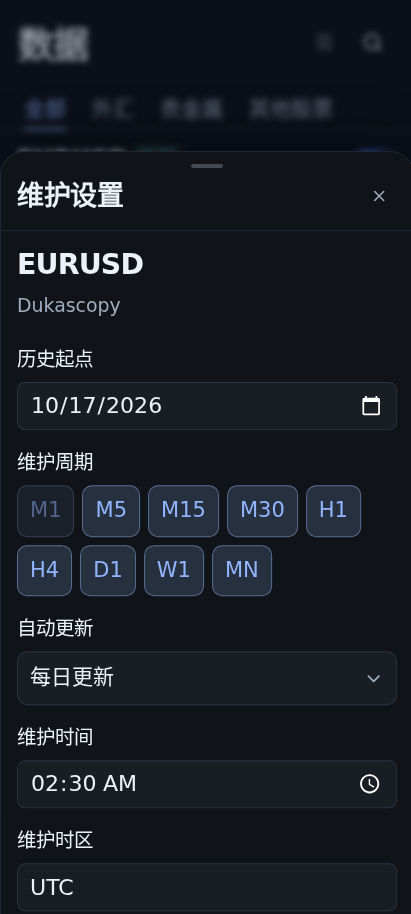 数据
全部 外汇 贵金属 其他股票
维护设置
×
EURUSD
Dukascopy
历史起点
10/17/2026
维护周期
M1 M5 M15 M30 H1
H4 D1 W1 MN
自动更新
每日更新
维护时间
02:30 AM
维护时区
UTC